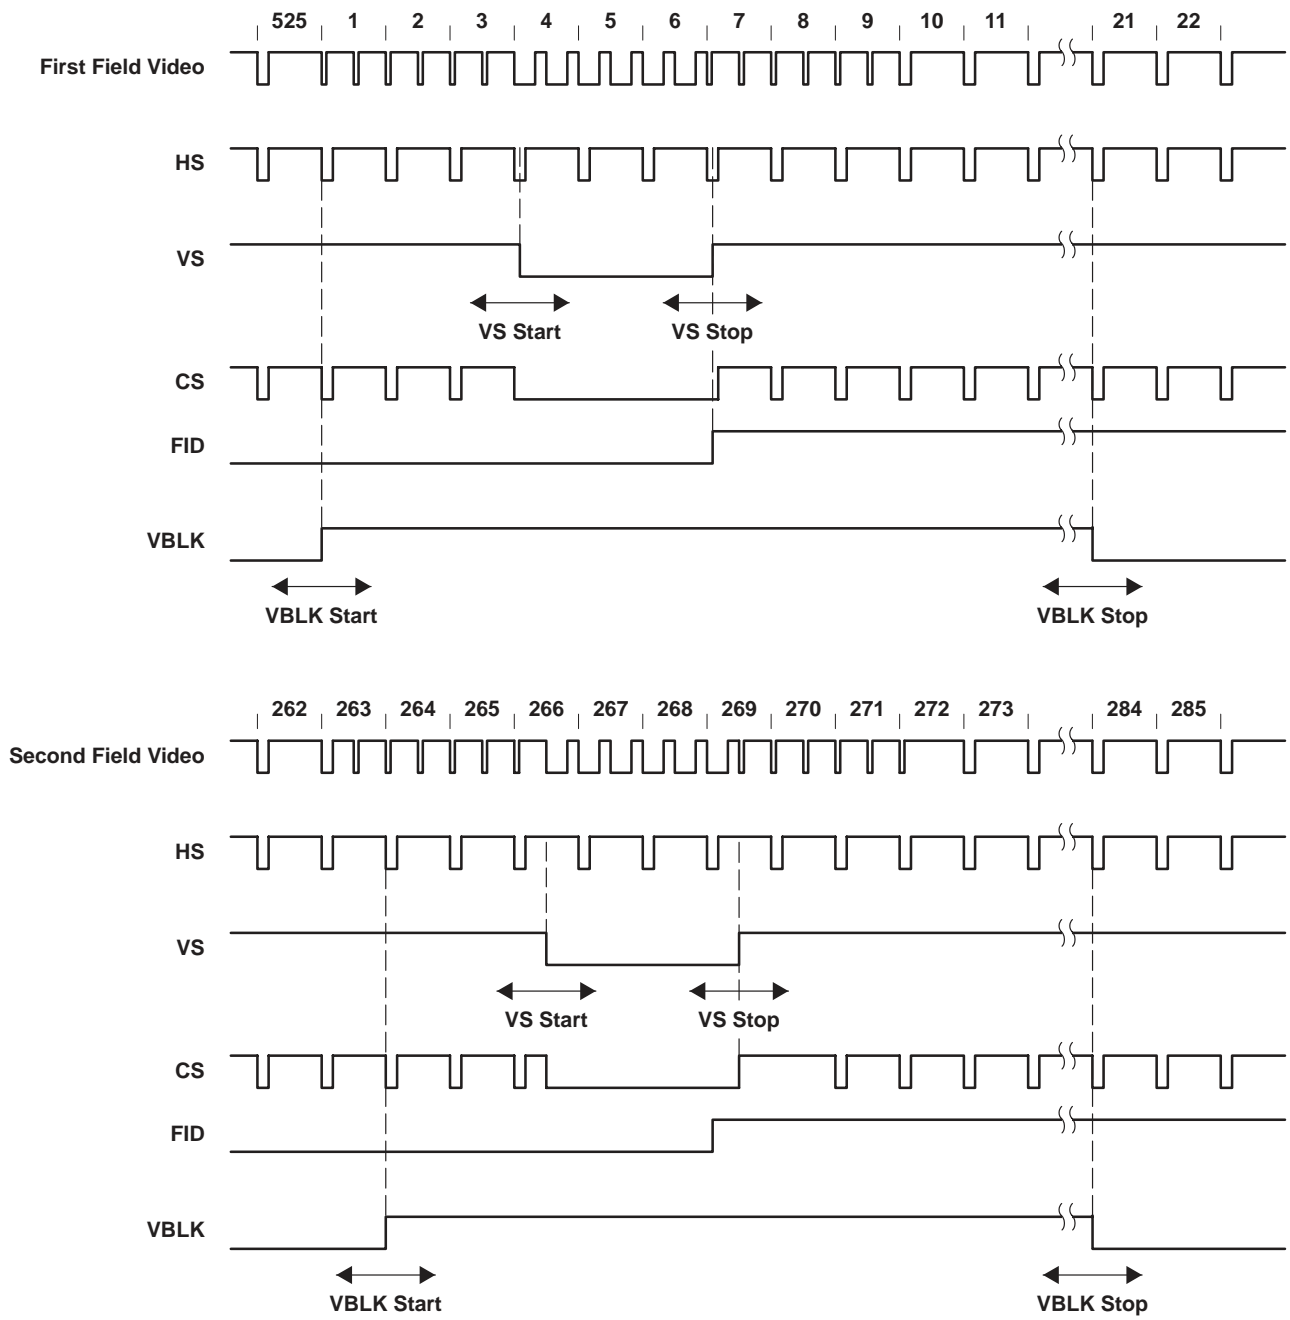 525 1 2 3 4 5 6 7 8 9 10 11 21 22
First Field Video
HS
VS
VS Start VS Stop
CS
FID
VBLK
VBLK Start VBLK Stop
262 263 264 265 266 267 268 269 270 271 272 273 284 285
Second Field Video
HS
VS
VS Start VS Stop
CS
FID
VBLK
VBLK Start VBLK Stop